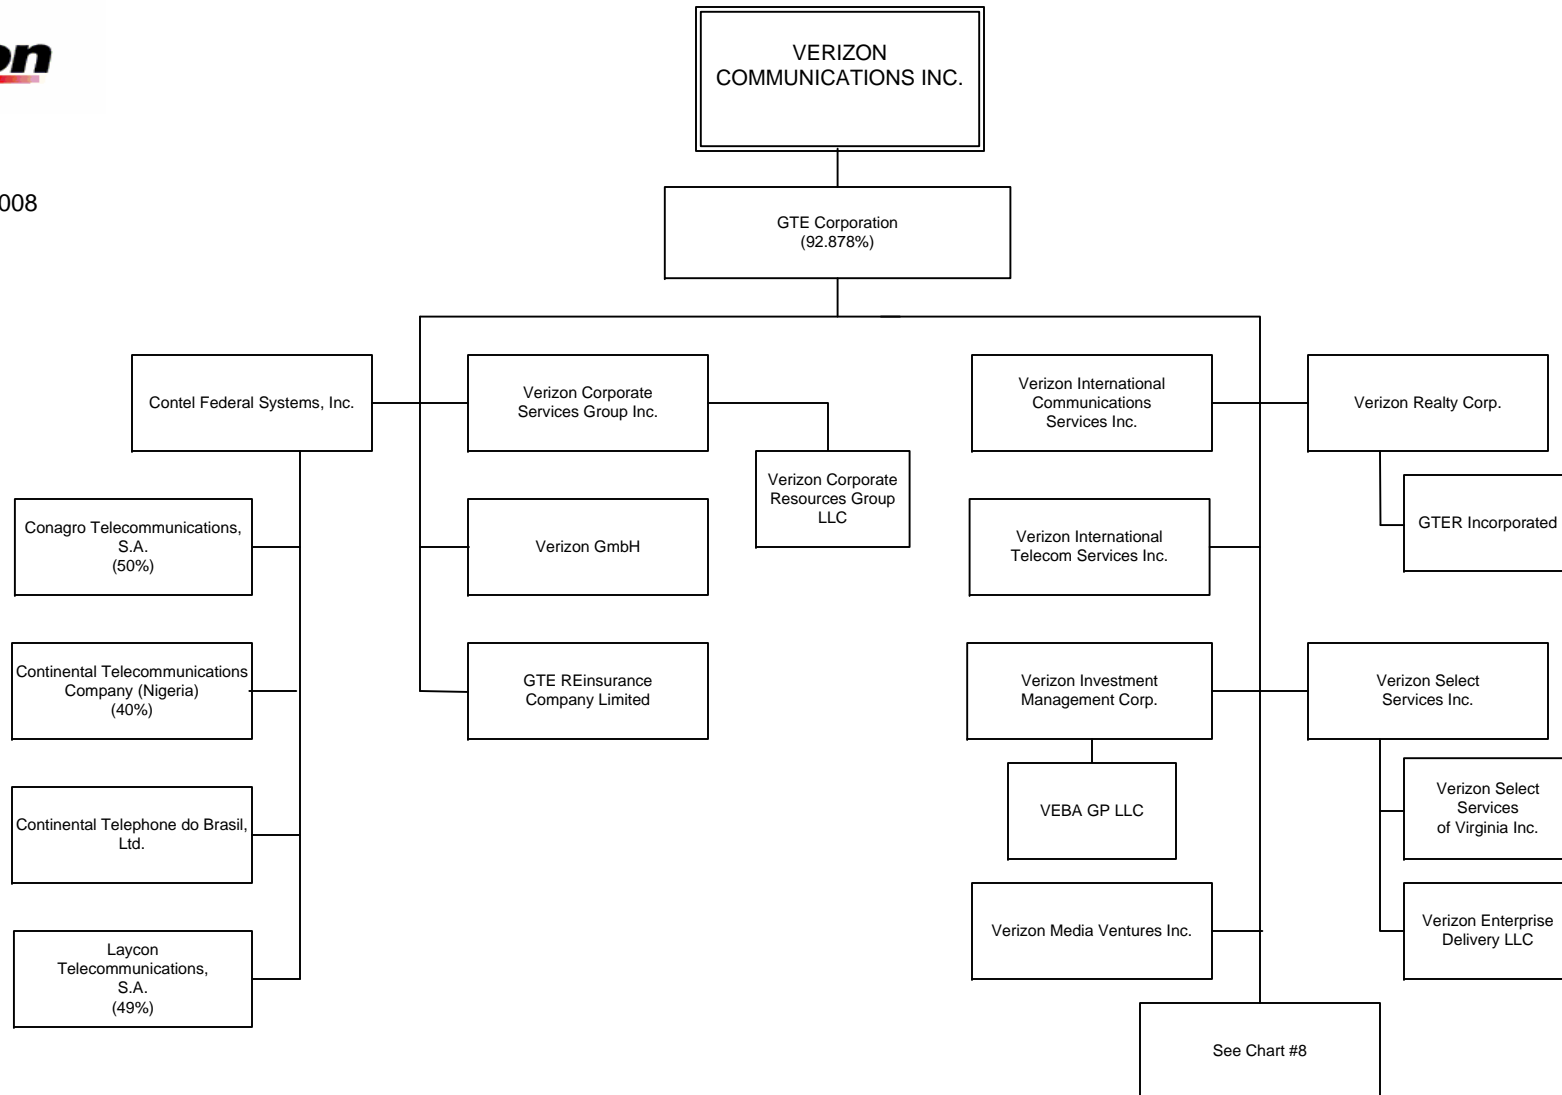 on
008
VERIZON
COMMUNICATIONS INC.
GTE Corporation
(92.878%)
Contel Federal Systems, Inc.
Verizon Corporate
Services Group Inc.
Verizon International
Communications
Services Inc.
Verizon Realty Corp.
Verizon Corporate
Resources Group
LLC
GTER Incorporated
Conagro Telecommunications,
S.A.
(50%)
Verizon GmbH
Verizon International
Telecom Services Inc.
Continental Telecommunications
Company (Nigeria)
(40%)
GTE REinsurance
Company Limited
Verizon Investment
Management Corp.
Verizon Select
Services Inc.
VEBA GP LLC
Verizon Select
Services
of Virginia Inc.
Continental Telephone do Brasil,
Ltd.
Verizon Media Ventures Inc.
Verizon Enterprise
Delivery LLC
Laycon
Telecommunications,
S.A.
(49%)
See Chart #8